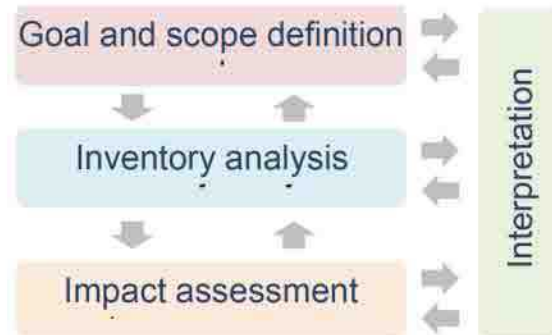 Goal and scope definition
Inventory analysis
Impact assessment
Interpretation